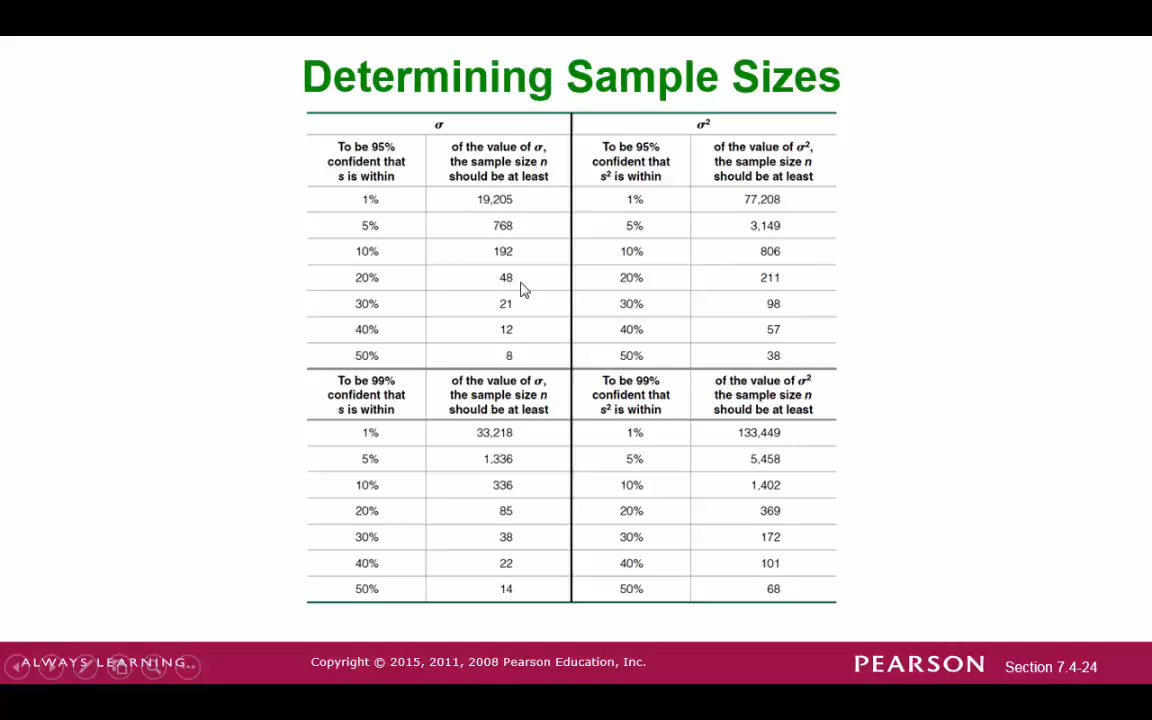 Determining Sample Sizes
σ σ²
To be 95% of the value of σ, To be 95% of the value of σ²,
confident that the sample size n confident that the sample size n
s is within should be at least s² is within should be at least
1% 19,205 1% 77,208
5% 768 5% 3,149
10% 192 10% 806
20% 48 20% 211
30% 21 30% 98
40% 12 40% 57
50% 8 50% 38
To be 99% of the value of σ, To be 99% of the value of σ²
confident that the sample size n confident that the sample size n
s is within should be at least s² is within should be at least
1% 33,218 1% 133,449
5% 1,336 5% 5,458
10% 336 10% 1,402
20% 85 20% 369
30% 38 30% 172
40% 22 40% 101
50% 14 50% 68
ALWAYS LEARNING Copyright © 2015, 2011, 2008 Pearson Education, Inc. PEARSON Section 7.4-24